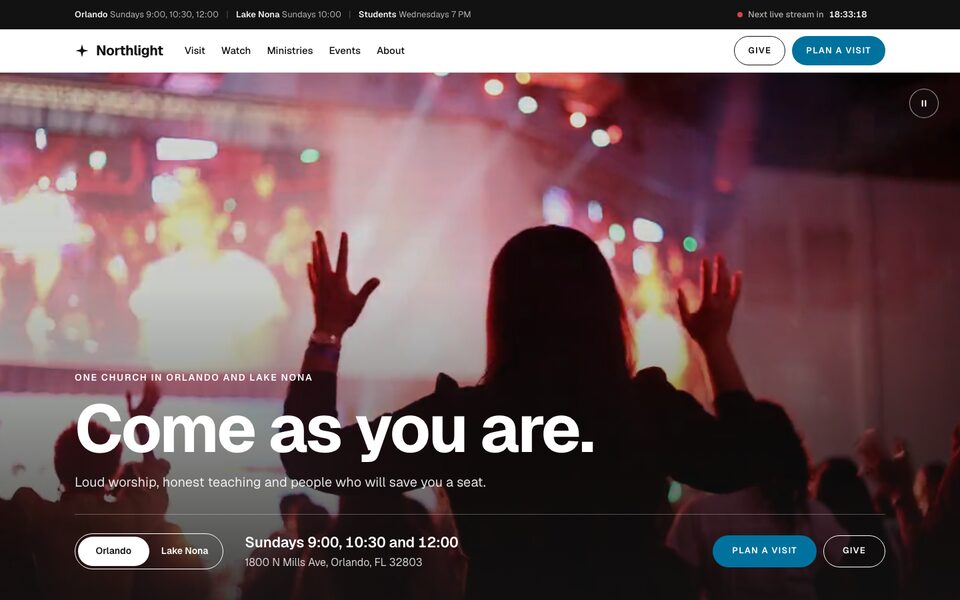 Orlando Sundays 9:00, 10:30, 12:00 | Lake Nona Sundays 10:00 | Students Wednesdays 7 PM
Next live stream in 18:33:18
Northlight
Visit Watch Ministries Events About
GIVE
PLAN A VISIT
ONE CHURCH IN ORLANDO AND LAKE NONA
Come as you are.
Loud worship, honest teaching and people who will save you a seat.
Orlando Lake Nona
Sundays 9:00, 10:30 and 12:00
1800 N Mills Ave, Orlando, FL 32803
PLAN A VISIT
GIVE